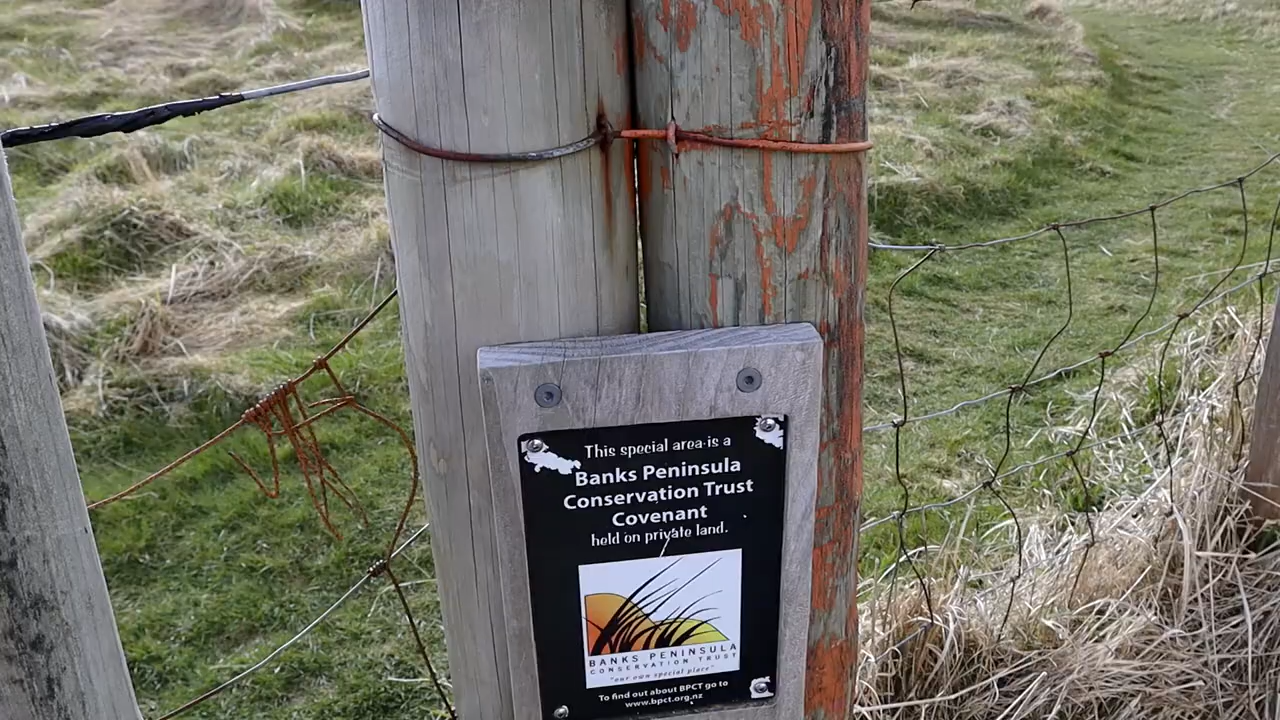 This special area is a
Banks Peninsula
Conservation Trust
Covenant
held on private land.
BANKS PENINSULA
CONSERVATION TRUST
"our own special place"
To find out about BPCT go to
www.bpct.org.nz